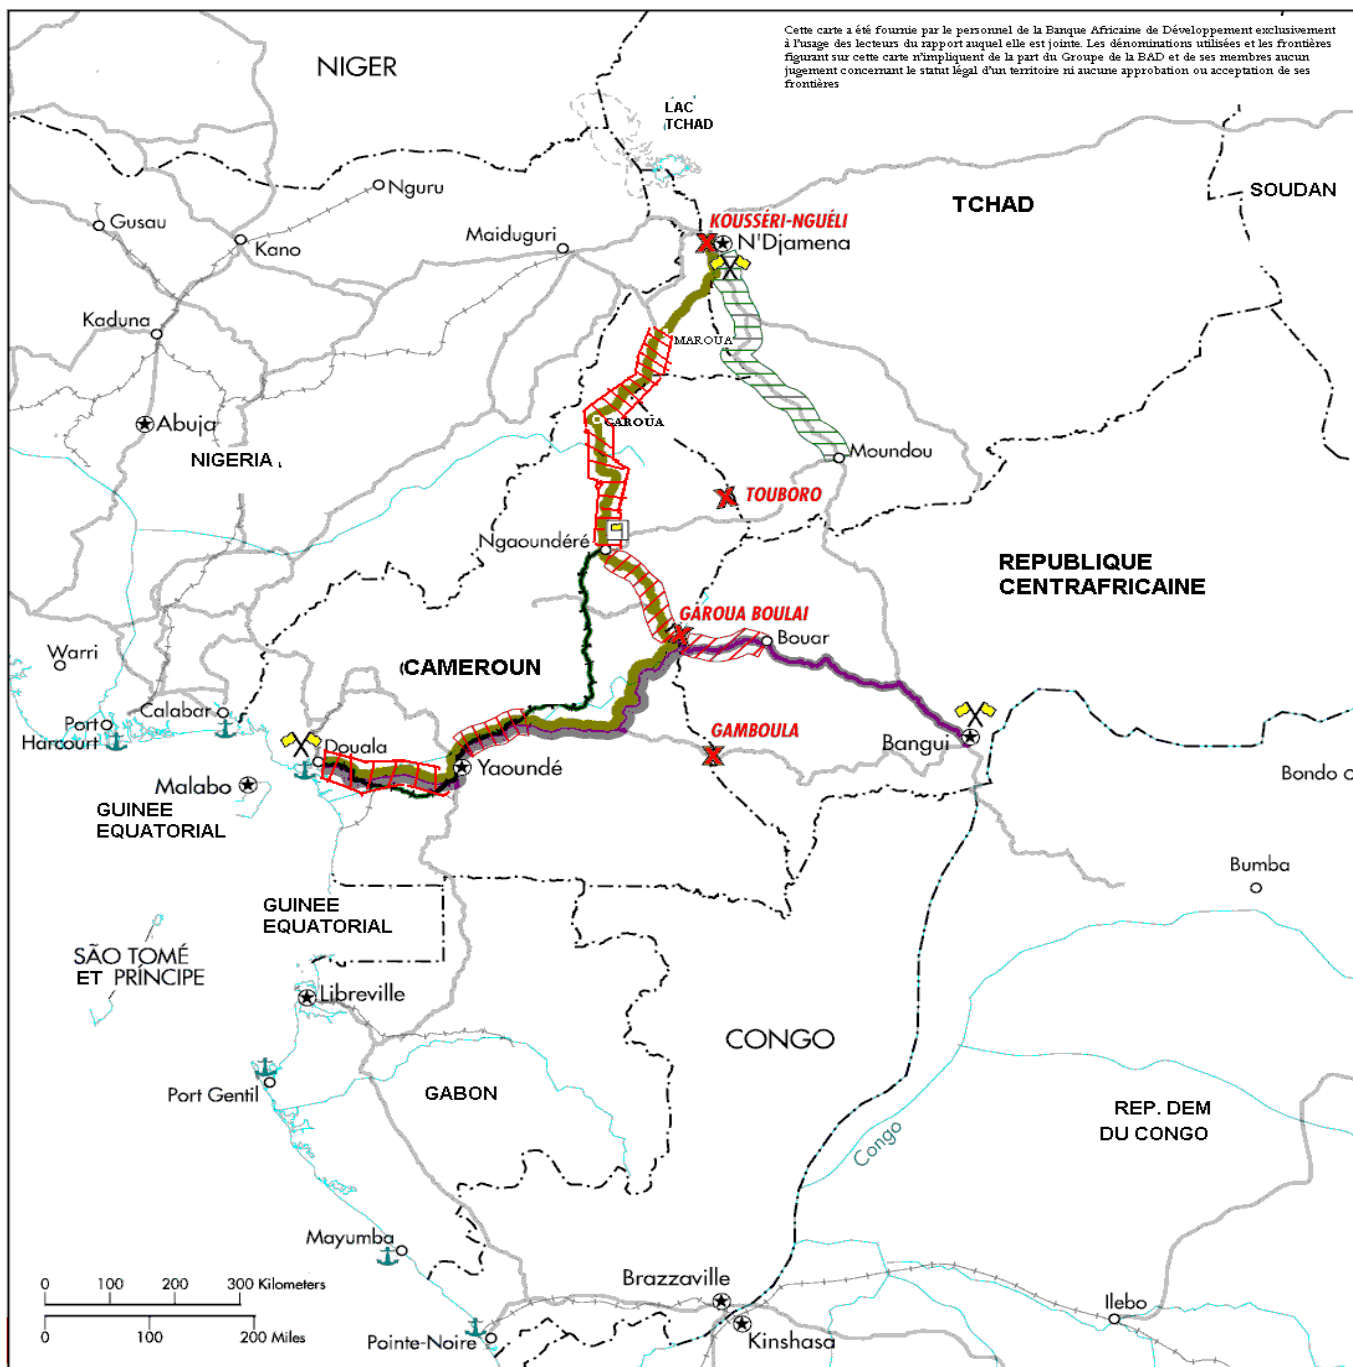 Cette carte a été fournie par le personnel de la Banque Africaine de Développement exclusivement
à l'usage des lecteurs du rapport auquel elle est jointe. Les dénominations utilisées et les frontières
figurant sur cette carte n'impliquent de la part du Groupe de la BAD et de ses membres aucun
jugement concernant le statut légal d'un territoire ni aucune approbation ou acceptation de ses
frontières
NIGER
LAC
TCHAD
Nguru
TCHAD
SOUDAN
Gusau
KOUSSÉRI-NGUÉLI
Kano
Maiduguri
N'Djamena
Kaduna
MAROUA
Abuja
GAROUA
NIGERIA
Moundou
TOUBORO
Ngaoundéré
REPUBLIQUE
CENTRAFRICAINE
GAROUA BOULAI
Bouar
Warri
CAMEROUN
Calabar
Port
Harcourt
Douala
GAMBOULA
Bangui
Yaoundé
Malabo
Bondo
GUINEE
EQUATORIAL
Bumba
GUINEE
EQUATORIAL
SÃO TOMÉ
ET PRÍNCIPE
Libreville
CONGO
Port Gentil
GABON
REP. DEM
DU CONGO
Congo
Mayumba
0 100 200 300 Kilometers
0 100 200 Miles
Brazzaville
Ilebo
Pointe-Noire
Kinshasa